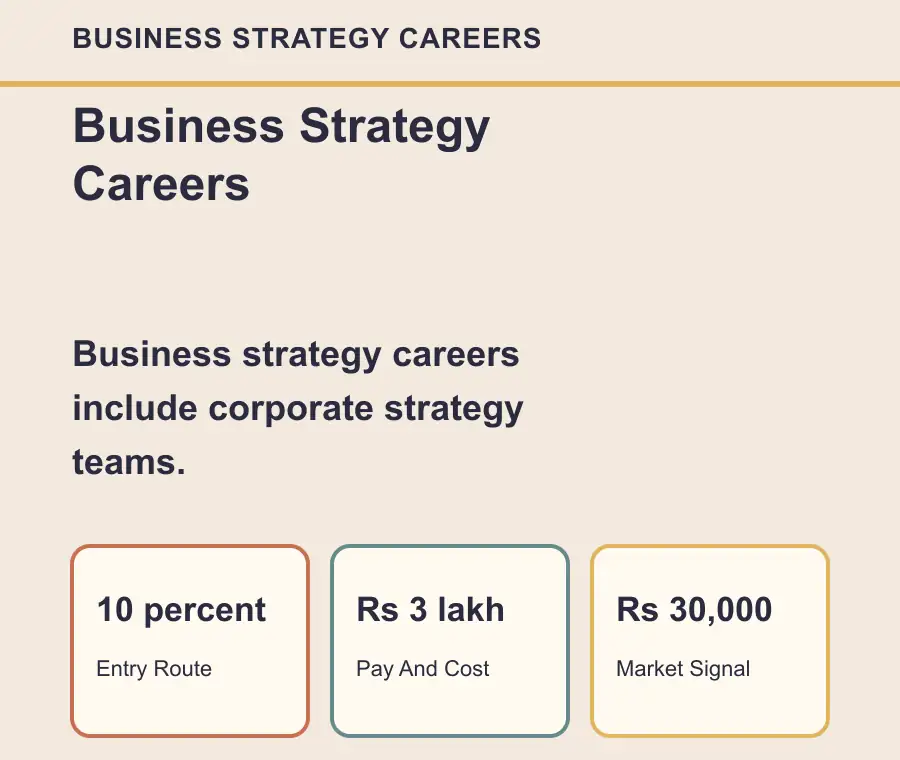 BUSINESS STRATEGY CAREERS
Business Strategy
Careers
Business strategy careers
include corporate strategy
teams.
10 percent
Entry Route
Rs 3 lakh
Pay And Cost
Rs 30,000
Market Signal